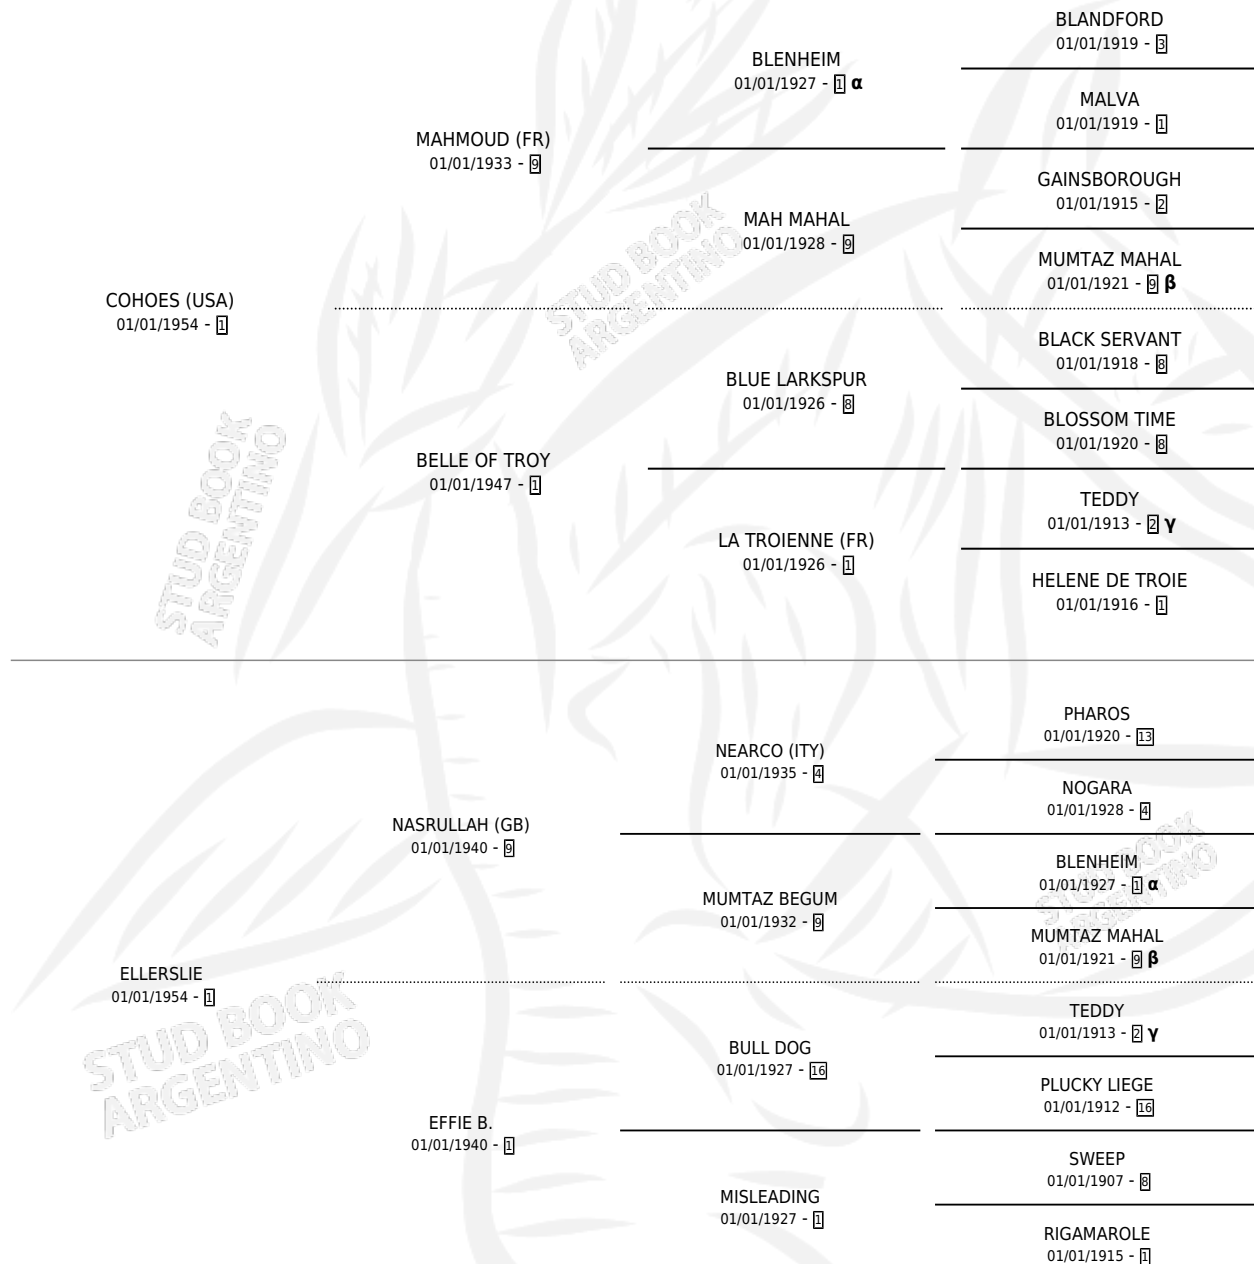 BLANDFORD
01/01/1919 - 3
BLENHEIM
01/01/1927 - 1 α
MALVA
01/01/1919 - 1
MAHMOUD (FR)
01/01/1933 - 9
GAINSBOROUGH
01/01/1915 - 2
MAH MAHAL
01/01/1928 - 9
MUMTAZ MAHAL
01/01/1921 - 9 β
COHOES (USA)
01/01/1954 - 1
BLACK SERVANT
01/01/1918 - 8
BLUE LARKSPUR
01/01/1926 - 8
BLOSSOM TIME
01/01/1920 - 8
BELLE OF TROY
01/01/1947 - 1
TEDDY
01/01/1913 - 2 γ
LA TROIENNE (FR)
01/01/1926 - 1
HELENE DE TROIE
01/01/1916 - 1
PHAROS
01/01/1920 - 13
NEARCO (ITY)
01/01/1935 - 4
NOGARA
01/01/1928 - 4
NASRULLAH (GB)
01/01/1940 - 9
BLENHEIM
01/01/1927 - 1 α
MUMTAZ BEGUM
01/01/1932 - 9
MUMTAZ MAHAL
01/01/1921 - 9 β
ELLERSLIE
01/01/1954 - 1
TEDDY
01/01/1913 - 2 γ
BULL DOG
01/01/1927 - 16
PLUCKY LIEGE
01/01/1912 - 16
EFFIE B.
01/01/1940 - 1
SWEEP
01/01/1907 - 8
MISLEADING
01/01/1927 - 1
RIGAMAROLE
01/01/1915 - 1
STUD BOOK
ARGENTINO
STUD BOOK
ARGENTINO
STUD BOOK
ARGENTINO
STUD BOOK
ARGENTINO